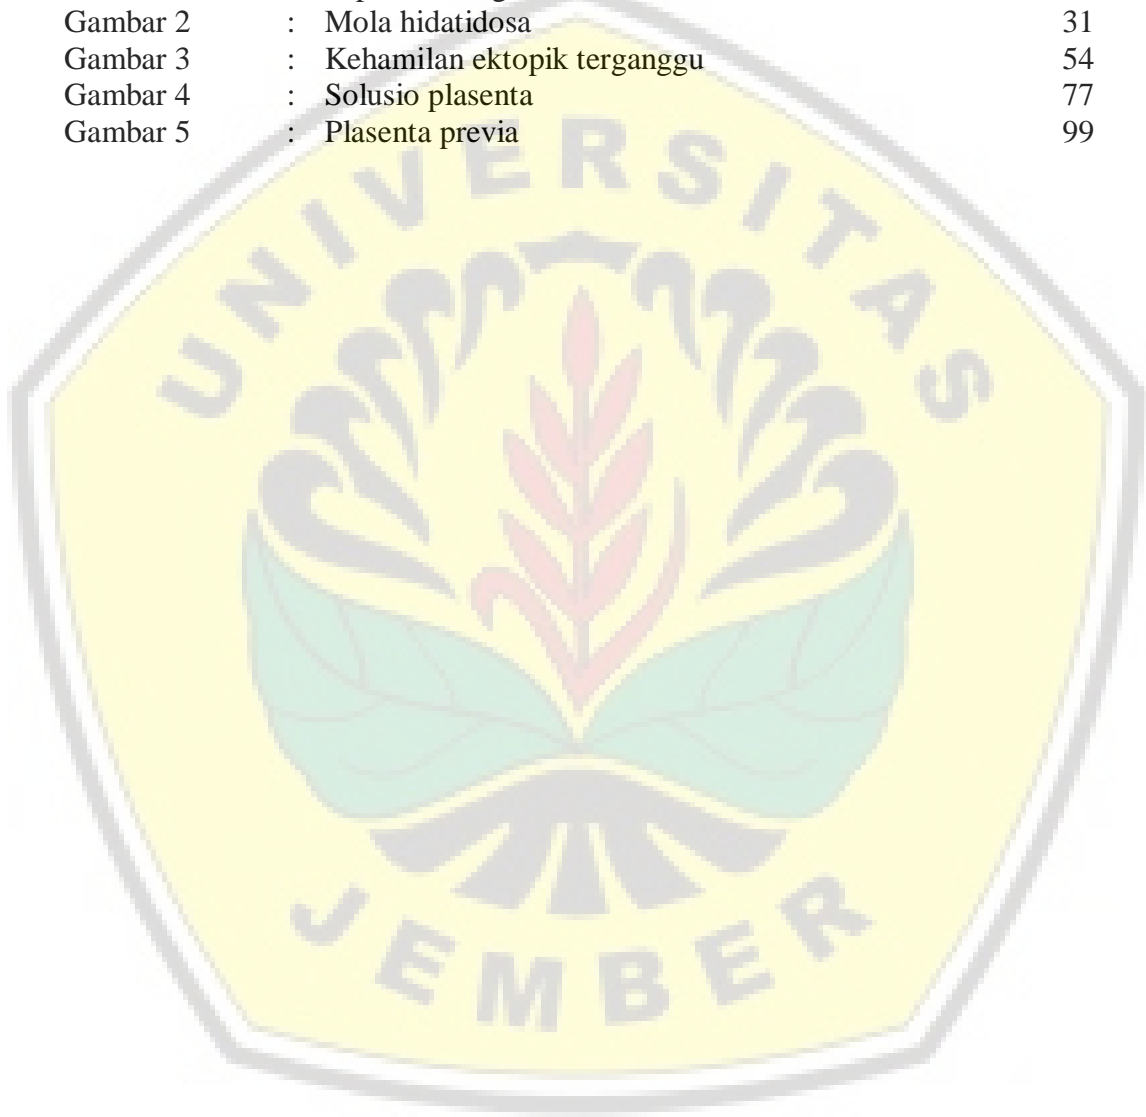 Gambar 2 : Mola hidatidosa 31
Gambar 3 : Kehamilan ektopik terganggu 54
Gambar 4 : Solusio plasenta 77
Gambar 5 : Plasenta previa 99
UNIVERSITAS
JEMBER